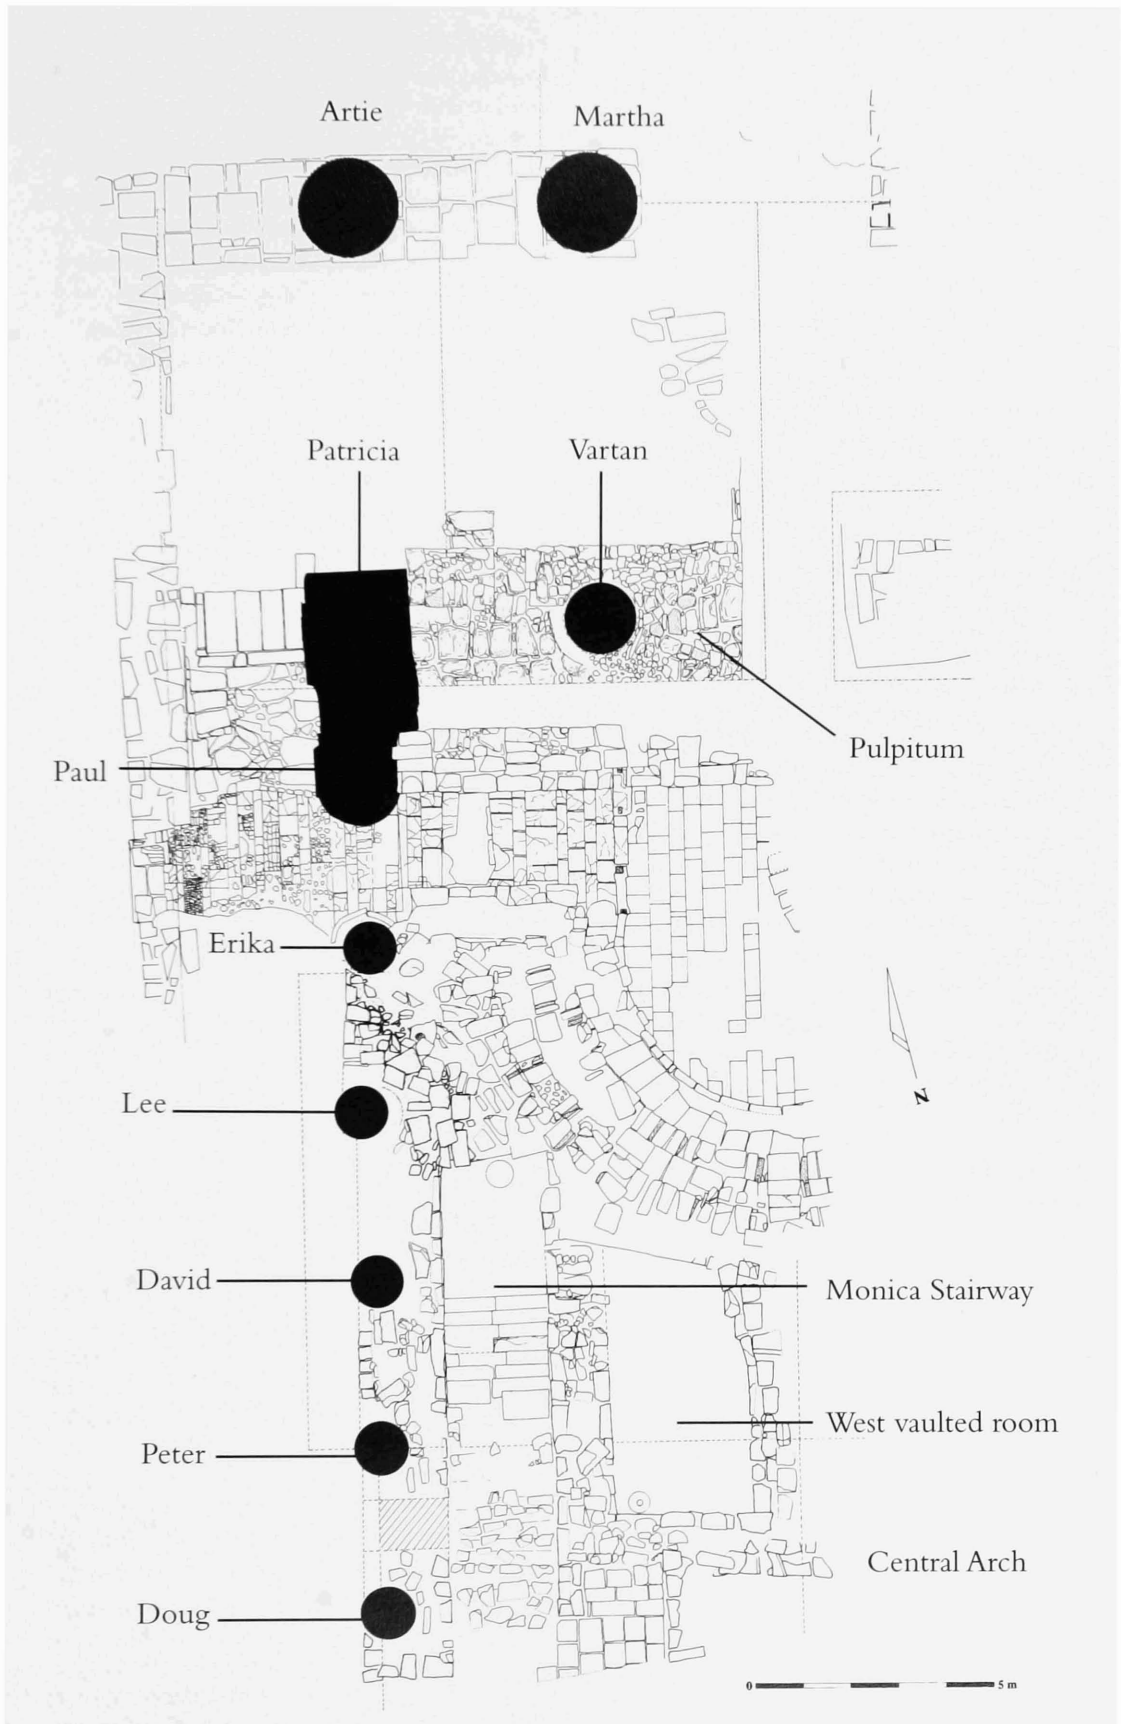 Artie
Martha
Patricia
Vartan
Pulpitum
Paul
Erika
N
Lee
David
Monica Stairway
West vaulted room
Peter
Central Arch
Doug
0 5 m